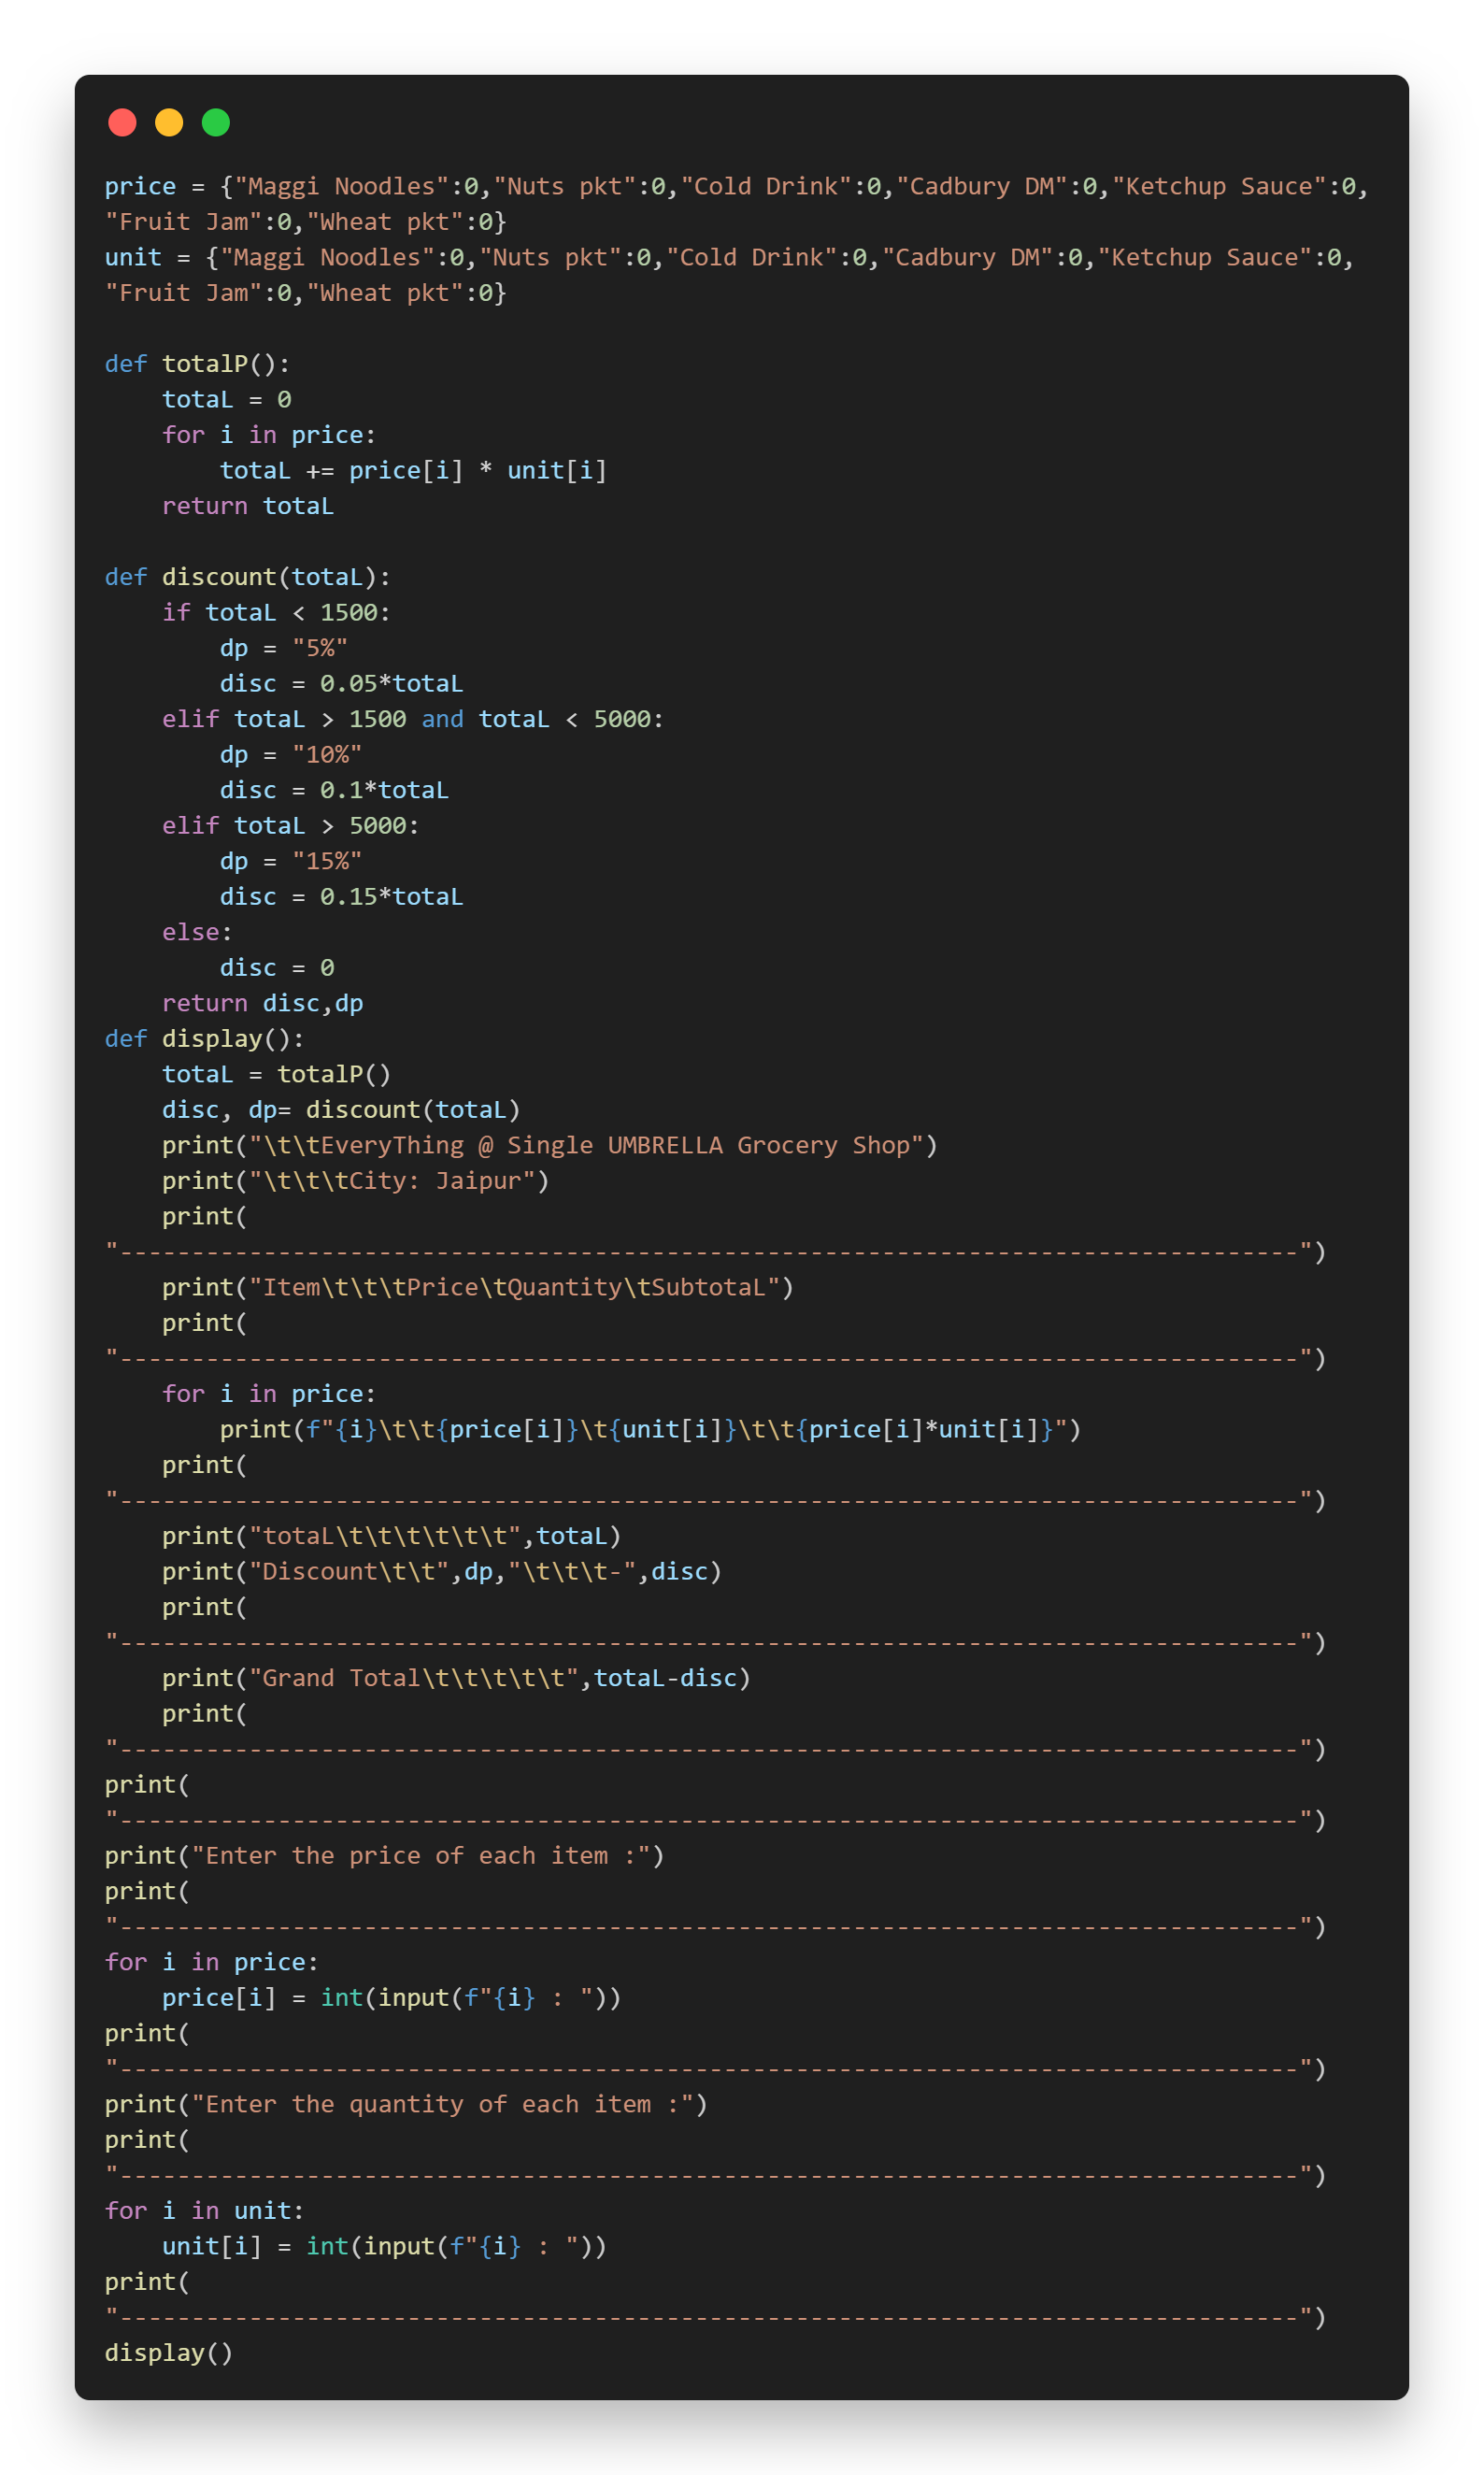 price = {"Maggi Noodles":0,"Nuts pkt":0,"Cold Drink":0,"Cadbury DM":0,"Ketchup Sauce":0,
"Fruit Jam":0,"Wheat pkt":0}
unit = {"Maggi Noodles":0,"Nuts pkt":0,"Cold Drink":0,"Cadbury DM":0,"Ketchup Sauce":0,
"Fruit Jam":0,"Wheat pkt":0}

def totalP():
    totaL = 0
    for i in price:
        totaL += price[i] * unit[i]
    return totaL

def discount(totaL):
    if totaL < 1500:
        dp = "5%"
        disc = 0.05*totaL
    elif totaL > 1500 and totaL < 5000:
        dp = "10%"
        disc = 0.1*totaL
    elif totaL > 5000:
        dp = "15%"
        disc = 0.15*totaL
    else:
        disc = 0
    return disc,dp
def display():
    totaL = totalP()
    disc, dp= discount(totaL)
    print("\t\tEveryThing @ Single UMBRELLA Grocery Shop")
    print("\t\t\tCity: Jaipur")
    print(
"----------------------------------------------------------------------------------")
    print("Item\t\t\tPrice\tQuantity\tSubtotaL")
    print(
"----------------------------------------------------------------------------------")
    for i in price:
        print(f"{i}\t\t{price[i]}\t{unit[i]}\t\t{price[i]*unit[i]}")
    print(
"----------------------------------------------------------------------------------")
    print("totaL\t\t\t\t\t\t",totaL)
    print("Discount\t\t",dp,"\t\t\t-",disc)
    print(
"----------------------------------------------------------------------------------")
    print("Grand Total\t\t\t\t\t",totaL-disc)
    print(
"----------------------------------------------------------------------------------")
print(
"----------------------------------------------------------------------------------")
print("Enter the price of each item :")
print(
"----------------------------------------------------------------------------------")
for i in price:
    price[i] = int(input(f"{i} : "))
print(
"----------------------------------------------------------------------------------")
print("Enter the quantity of each item :")
print(
"----------------------------------------------------------------------------------")
for i in unit:
    unit[i] = int(input(f"{i} : "))
print(
"----------------------------------------------------------------------------------")
display()